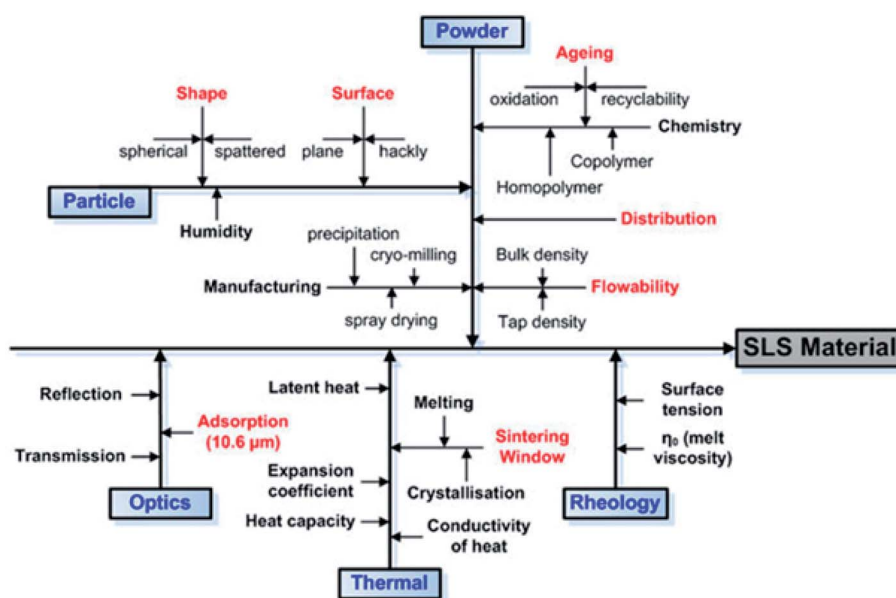 Powder
Ageing
oxidation
recyclability
Shape
Surface
spherical
spattered
plane
hackly
Chemistry
Copolymer
Homopolymer
Particle
Humidity
Distribution
precipitation
cryo-milling
Bulk density
Manufacturing
Flowability
spray drying
Tap density
SLS Material
Reflection
Adsorption
(10.6 µm)
Transmission
Optics
Latent heat
Melting
Sintering
Window
Expansion
coefficient
Crystallisation
Heat capacity
Conductivity
of heat
Thermal
Surface
tension
η₀ (melt
viscosity)
Rheology